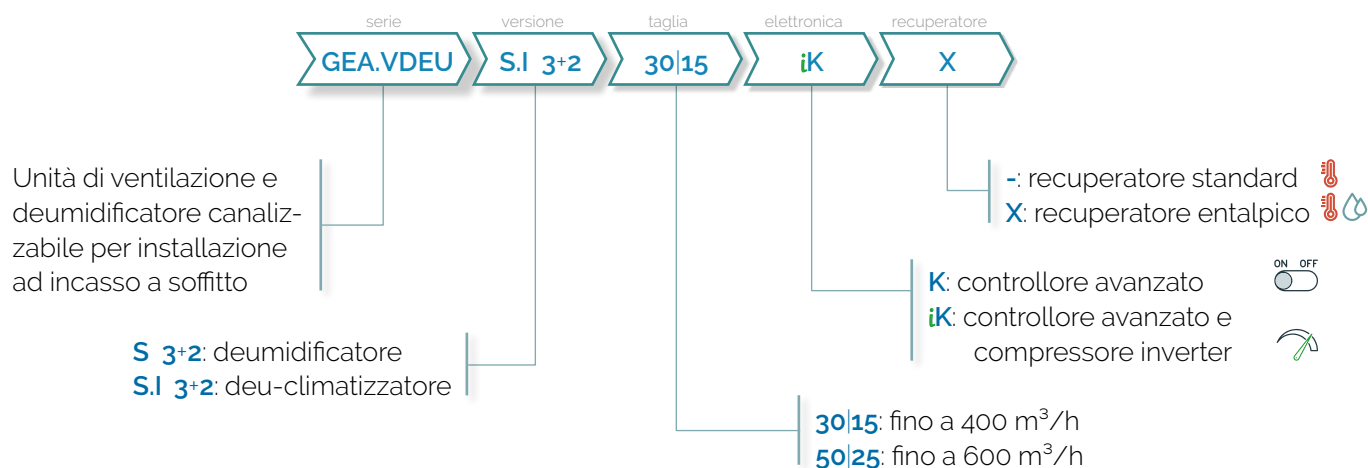 serie versione taglia elettronica recuperatore
GEA.VDEU S.I 3+2 30|15 iK X
Unità di ventilazione e
deumidificatore canaliz-
zabile per installazione
ad incasso a soffitto
-: recuperatore standard
X: recuperatore entalpico
ON OFF
K: controllore avanzato
iK: controllore avanzato e
compressore inverter
S 3+2: deumidificatore
S.I 3+2: deu-climatizzatore
30|15: fino a 400 m³/h
50|25: fino a 600 m³/h